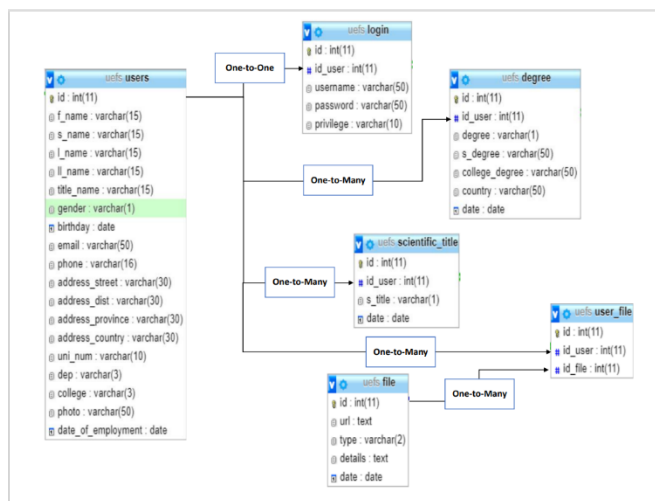 uefs users
id : int(11)
f_name : varchar(15)
s_name : varchar(15)
l_name : varchar(15)
ll_name : varchar(15)
title_name : varchar(15)
gender : varchar(1)
birthday : date
email : varchar(50)
phone : varchar(16)
address_street : varchar(30)
address_dist : varchar(30)
address_province : varchar(30)
address_country : varchar(30)
uni_num : varchar(10)
dep : varchar(3)
college : varchar(3)
photo : varchar(50)
date_of_employment : date
One-to-One
uefs login
id : int(11)
id_user : int(11)
username : varchar(50)
password : varchar(50)
privilege : varchar(10)
One-to-Many
uefs degree
id : int(11)
id_user : int(11)
degree : varchar(1)
s_degree : varchar(50)
college_degree : varchar(50)
country : varchar(50)
date : date
One-to-Many
uefs scientific_title
id : int(11)
id_user : int(11)
s_title : varchar(1)
date : date
One-to-Many
uefs user_file
id : int(11)
id_user : int(11)
id_file : int(11)
One-to-Many
uefs file
id : int(11)
url : text
type : varchar(2)
details : text
date : date